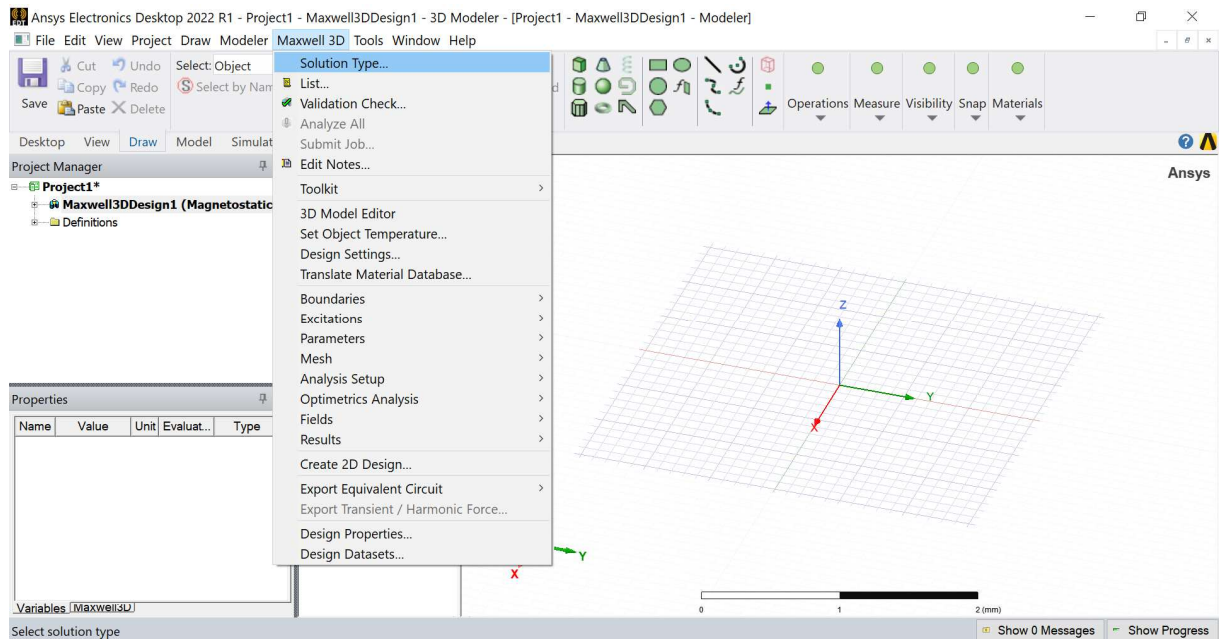 Ansys Electronics Desktop 2022 R1 - Project1 - Maxwell3DDesign1 - 3D Modeler - [Project1 - Maxwell3DDesign1 - Modeler]
File Edit View Project Draw Modeler Maxwell 3D Tools Window Help
Save
Cut
Copy
Paste
Undo
Redo
Delete
Select: Object
Select by Nam
Operations Measure Visibility Snap Materials
Desktop View Draw Model Simulat
Solution Type...
List...
Validation Check...
Analyze All
Submit Job...
Edit Notes...
Toolkit
3D Model Editor
Set Object Temperature...
Design Settings...
Translate Material Database...
Boundaries
Excitations
Parameters
Mesh
Analysis Setup
Optimetrics Analysis
Fields
Results
Create 2D Design...
Export Equivalent Circuit
Export Transient / Harmonic Force...
Design Properties...
Design Datasets...
Project Manager
Project1*
Maxwell3DDesign1 (Magnetostatic
Definitions
Properties
Name Value Unit Evaluat... Type
Variables Maxwell3D
Ansys
Z
Y
X
Y
X
0 1 2 (mm)
Select solution type
Show 0 Messages
Show Progress